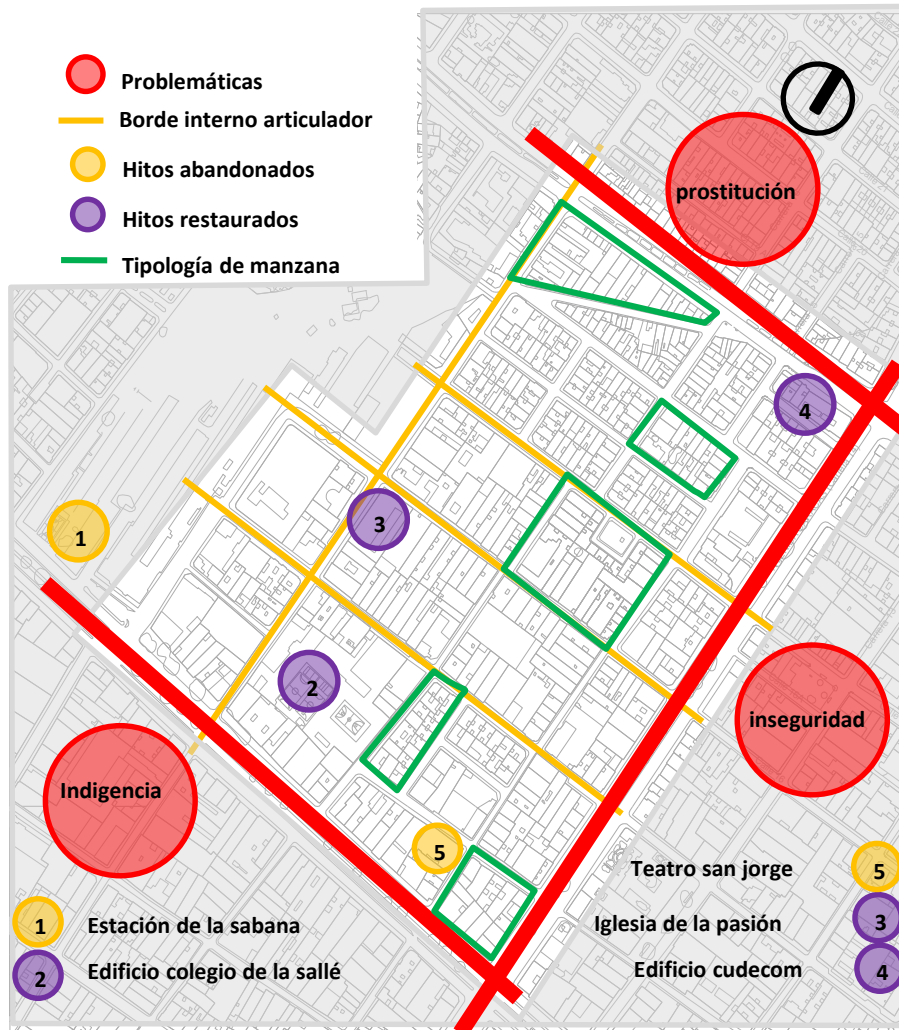 Problemáticas
Borde interno articulador
Hitos abandonados
Hitos restaurados
Tipología de manzana
prostitución
4
3
1
2
inseguridad
Indigencia
5
Teatro san jorge
5
1
Estación de la sabana
Iglesia de la pasión
3
2
Edificio colegio de la sallé
Edificio cudecom
4